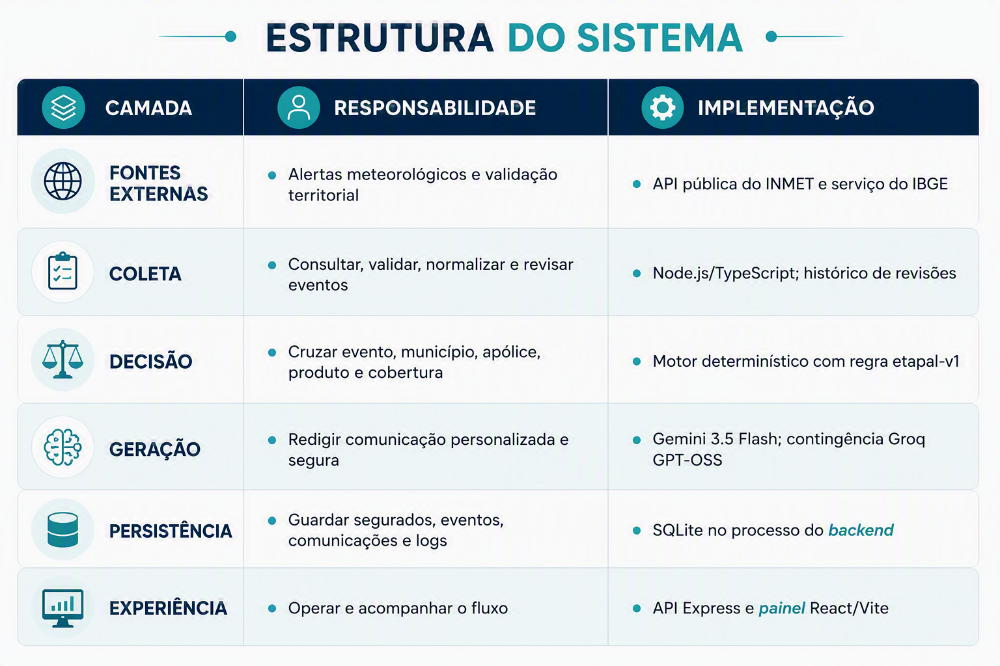 ESTRUTURA DO SISTEMA
CAMADA
RESPONSABILIDADE
IMPLEMENTAÇÃO
FONTES
EXTERNAS
Alertas meteorológicos e validação
territorial
API pública do INMET e serviço do IBGE
COLETA
Consultar, validar, normalizar e revisar
eventos
Node.js/TypeScript; histórico de revisões
DECISÃO
Cruzar evento, município, apólice,
produto e cobertura
Motor determinístico com regra etapal-v1
GERAÇÃO
Redigir comunicação personalizada e
segura
Gemini 3.5 Flash; contingência Groq
GPT-OSS
PERSISTÊNCIA
Guardar segurados, eventos,
comunicações e logs
SQLite no processo do backend
EXPERIÊNCIA
Operar e acompanhar o fluxo
API Express e painel React/Vite